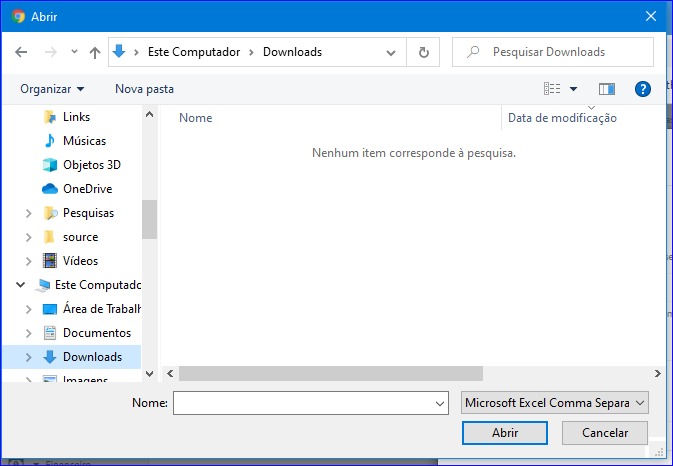 Abrir
Este Computador > Downloads
Pesquisar Downloads
Organizar
Nova pasta
?
Links
Músicas
Objetos 3D
OneDrive
Pesquisas
source
Vídeos
Este Computado
Área de Trabalh
Documentos
Downloads
Imagens
Nome
Data de modificação
Nenhum item corresponde à pesquisa.
Nome:
Microsoft Excel Comma Separa
Abrir
Cancelar
Financeiro